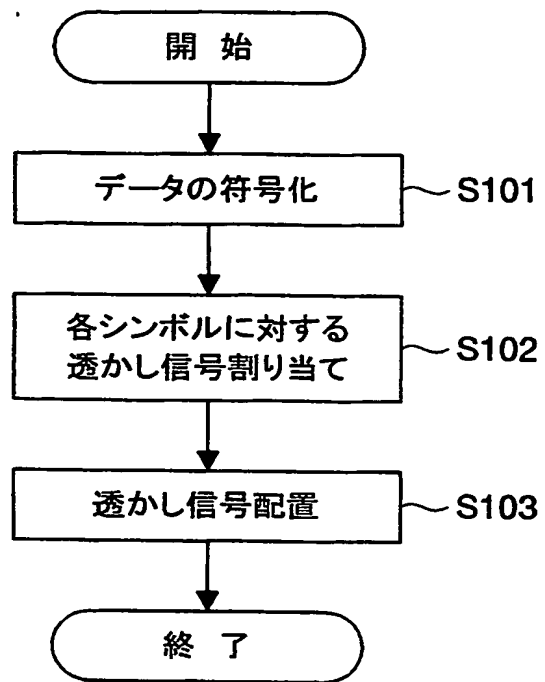 開 始
データの符号化
S101
各シンボルに対する
透かし信号割り当て
S102
透かし信号配置
S103
終 了